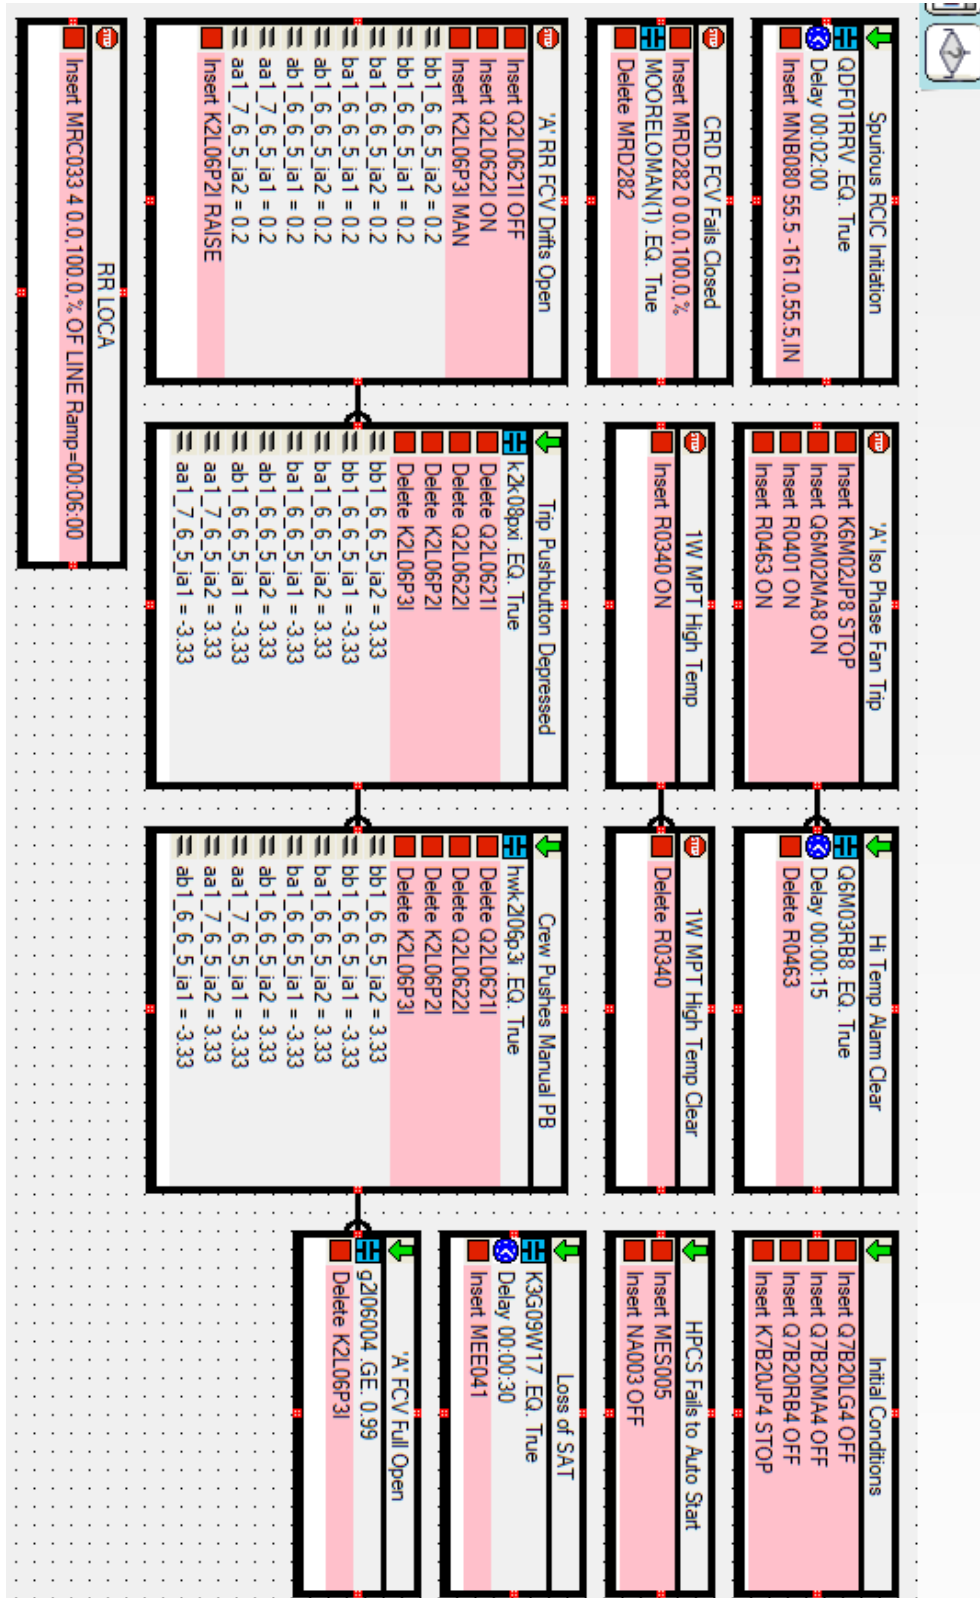 Spurious RCIC Initiation
QDF01RRV .EQ. True
Delay 00:02:00
Insert MNB080 55.5 -161.0,55.5,IN
'A' Iso Phase Fan Trip
Insert K6M02JP8 STOP
Insert Q6M02MA8 ON
Insert R0401 ON
Insert R0463 ON
Hi Temp Alarm Clear
Q6M03RB8 .EQ. True
Delay 00:00:15
Delete R0463
Initial Conditions
Insert Q7B20LG4 OFF
Insert Q7B20MA4 OFF
Insert Q7B20RB4 OFF
Insert K7B20JP4 STOP
CRD FCV Fails Closed
Insert MRD282 0 0.0,100.0,%
MOORELOMAN(1) .EQ. True
Delete MRD282
1W MPT High Temp
Insert R0340 ON
1W MPT High Temp Clear
Delete R0340
HPCS Fails to Auto Start
Insert MES005
Insert NA003 OFF
'A' RR FCV Drifts Open
Insert Q2L0621I OFF
Insert Q2L0622I ON
Insert K2L06P3I MAN
bb1_6_6_5_ia2 = 0.2
bb1_6_6_5_ia1 = 0.2
ba1_6_6_5_ia2 = 0.2
ba1_6_6_5_ia1 = 0.2
ab1_6_6_5_ia2 = 0.2
ab1_6_6_5_ia1 = 0.2
aa1_7_6_5_ia1 = 0.2
aa1_7_6_5_ia2 = 0.2
Insert K2L06P2I RAISE
Trip Pushbutton Depressed
k2k08pxi .EQ. True
Delete Q2L0621I
Delete Q2L0622I
Delete K2L06P2I
Delete K2L06P3I
bb1_6_6_5_ia2 = 3.33
bb1_6_6_5_ia1 = -3.33
ba1_6_6_5_ia2 = 3.33
ba1_6_6_5_ia1 = -3.33
ab1_6_6_5_ia2 = 3.33
ab1_6_6_5_ia1 = -3.33
aa1_7_6_5_ia2 = 3.33
aa1_7_6_5_ia1 = -3.33
Crew Pushes Manual PB
hwk2l06p3i .EQ. True
Delete Q2L0621I
Delete Q2L0622I
Delete K2L06P2I
Delete K2L06P3I
bb1_6_6_5_ia2 = 3.33
bb1_6_6_5_ia1 = -3.33
ba1_6_6_5_ia2 = 3.33
ba1_6_6_5_ia1 = -3.33
ab1_6_6_5_ia2 = 3.33
aa1_7_6_5_ia1 = -3.33
aa1_7_6_5_ia2 = 3.33
ab1_6_6_5_ia1 = -3.33
Loss of SAT
K3G09W17 .EQ. True
Delay 00:00:30
Insert MEE041
'A' FCV Full Open
g2l06004 .GE. 0.99
Delete K2L06P3I
RR LOCA
Insert MRC033 4 0.0,100.0,% OF LINE Ramp=00:06:00